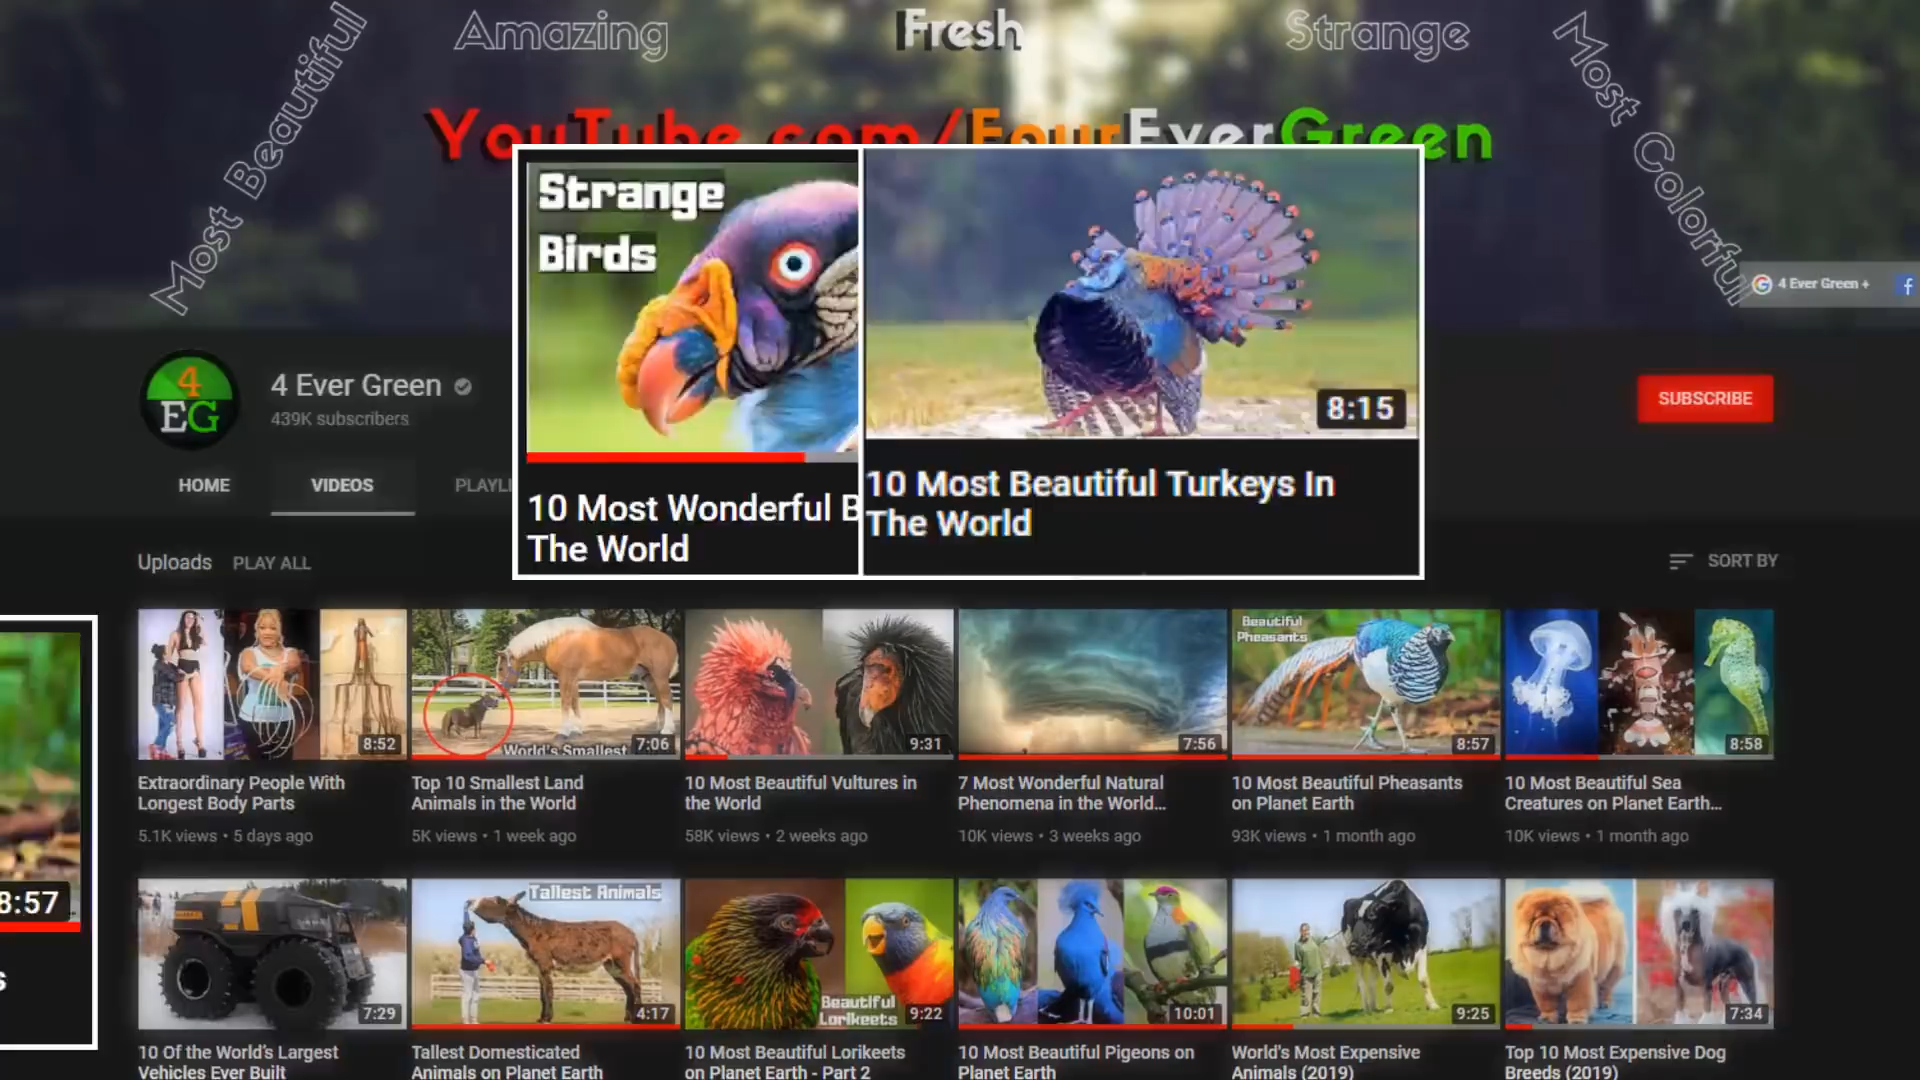 Most Beautiful
Amazing
Fresh
Strange
Most Colorful
YouTube.com/FourEverGreen
4 Ever Green +
f
Strange
Birds
10 Most Wonderful B
The World
8:15
10 Most Beautiful Turkeys In
The World
4
EG
4 Ever Green
439K subscribers
SUBSCRIBE
HOME
VIDEOS
PLAYLI
Uploads
PLAY ALL
SORT BY
8:52
Extraordinary People With
Longest Body Parts
5.1K views • 5 days ago
World's Smallest
7:06
Top 10 Smallest Land
Animals in the World
5K views • 1 week ago
9:31
10 Most Beautiful Vultures in
the World
58K views • 2 weeks ago
7:56
7 Most Wonderful Natural
Phenomena in the World...
10K views • 3 weeks ago
Beautiful
Pheasants
8:57
10 Most Beautiful Pheasants
on Planet Earth
93K views • 1 month ago
8:58
10 Most Beautiful Sea
Creatures on Planet Earth...
10K views • 1 month ago
8:57
s
7:29
10 Of the World's Largest
Vehicles Ever Built
Tallest Animals
4:17
Tallest Domesticated
Animals on Planet Earth
Beautiful
Lorikeets
9:22
10 Most Beautiful Lorikeets
on Planet Earth - Part 2
10:01
10 Most Beautiful Pigeons on
Planet Earth
9:25
World's Most Expensive
Animals (2019)
7:34
Top 10 Most Expensive Dog
Breeds (2019)